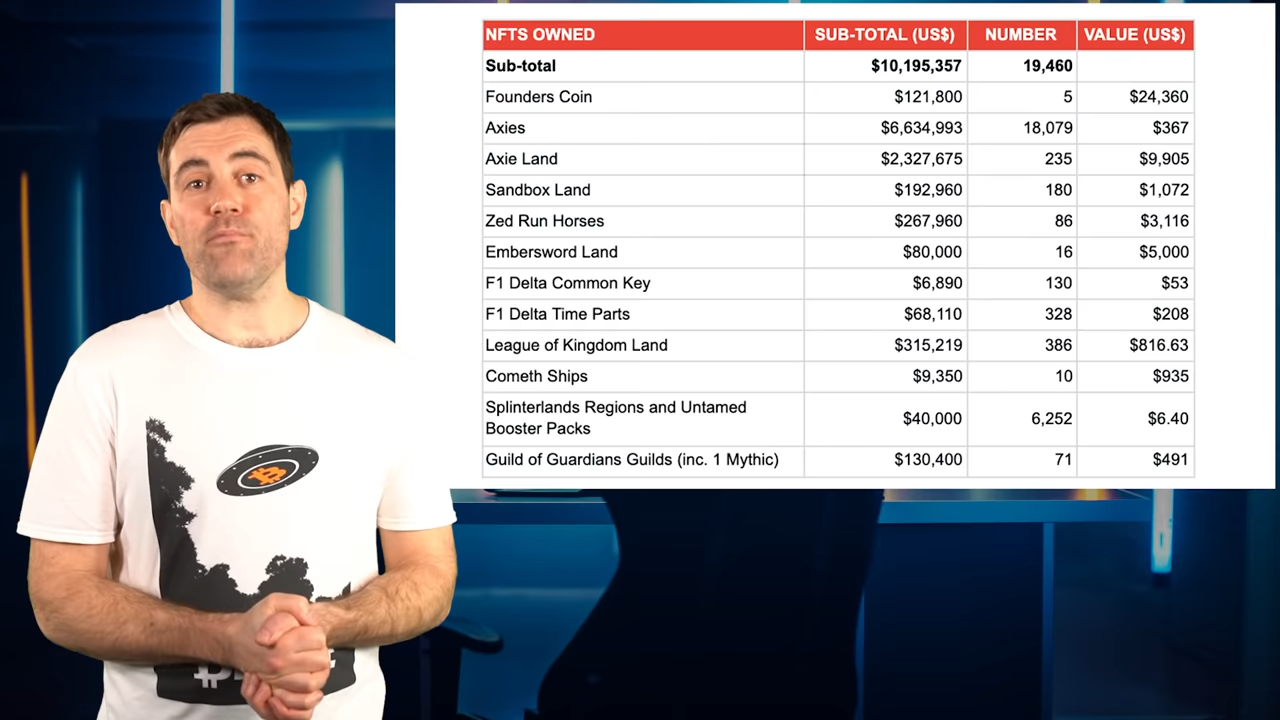 NFTS OWNED SUB-TOTAL (US$) NUMBER VALUE (US$)
Sub-total $10,195,357 19,460
Founders Coin $121,800 5 $24,360
Axies $6,634,993 18,079 $367
Axie Land $2,327,675 235 $9,905
Sandbox Land $192,960 180 $1,072
Zed Run Horses $267,960 86 $3,116
Embersword Land $80,000 16 $5,000
F1 Delta Common Key $6,890 130 $53
F1 Delta Time Parts $68,110 328 $208
League of Kingdom Land $315,219 386 $816.63
Cometh Ships $9,350 10 $935
Splinterlands Regions and Untamed
Booster Packs $40,000 6,252 $6.40
Guild of Guardians Guilds (inc. 1 Mythic) $130,400 71 $491